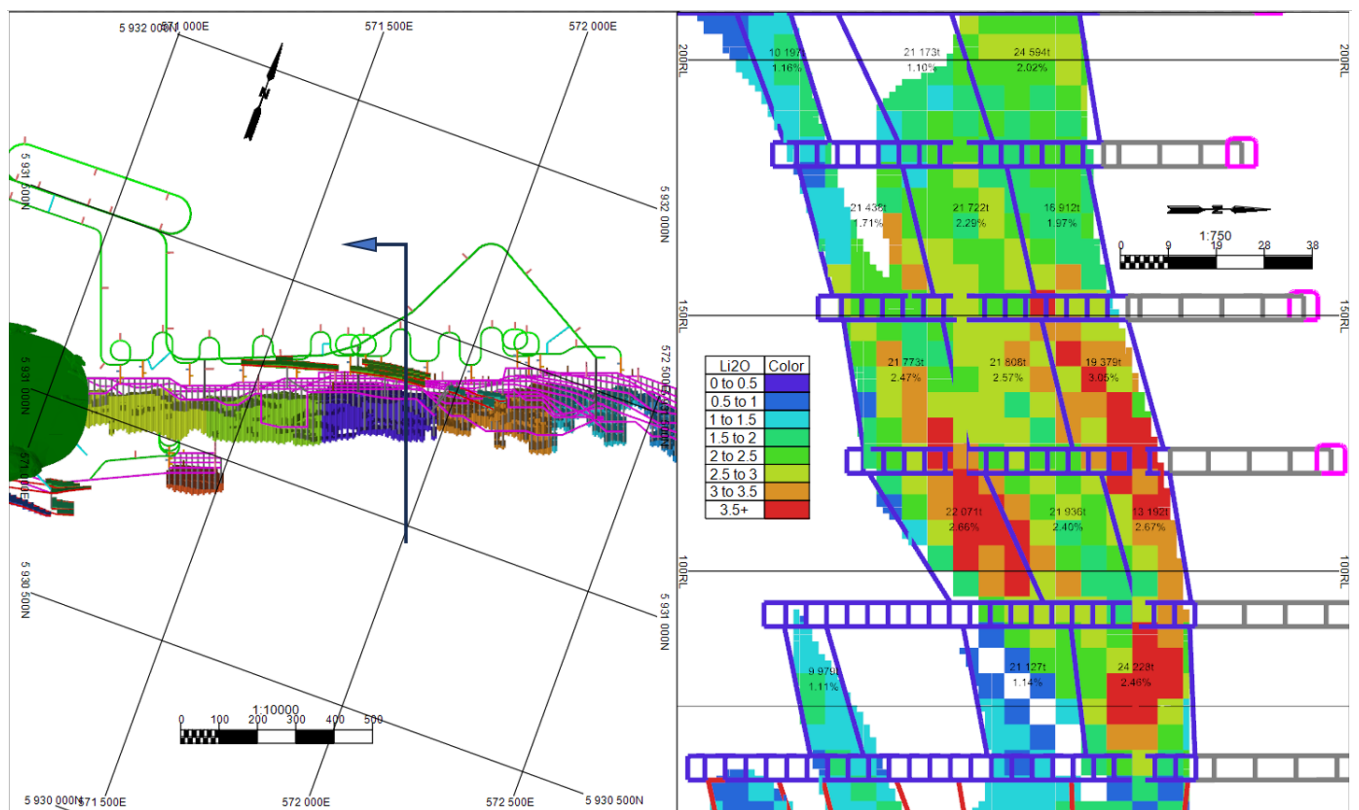 571 000E
571 500E
572 000E
5 932 000N
N
5 931 500N
5 932 000N
5 931 000N
571 000E
572 500E
5 931 500N
5 930 500N
5 931 000N
1:10000
0 100 200 300 400 500
5 930 000N
571 500E
572 000E
572 500E
5 930 500N
200RL
200RL
10 197t
1.16%
21 173t
1.10%
24 594t
2.02%
21 438t
1.71%
21 722t
2.29%
16 912t
1.97%
N
1:750
0 9 19 28 38
150RL
150RL
Li2O Color
0 to 0.5
0.5 to 1
1 to 1.5
1.5 to 2
2 to 2.5
2.5 to 3
3 to 3.5
3.5+
21 773t
2.47%
21 606t
2.57%
19 379t
3.05%
22 071t
2.66%
21 936t
2.40%
13 192t
2.67%
100RL
100RL
9 979t
1.11%
21 127t
1.14%
24 228t
2.46%